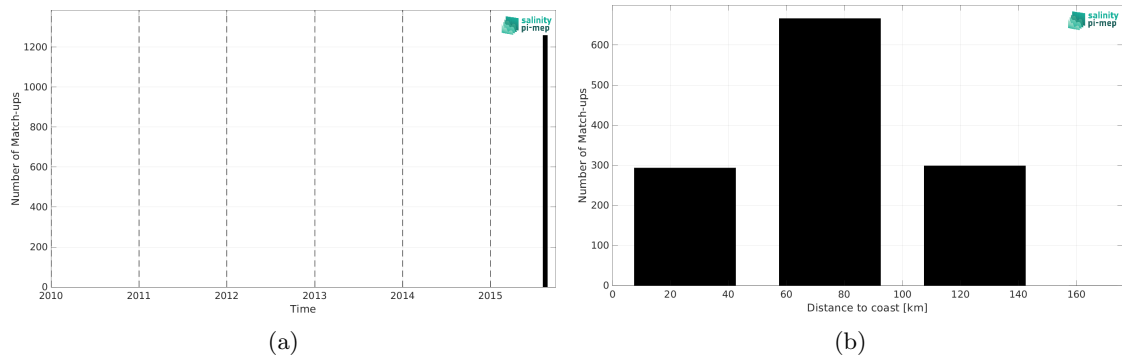 salinity
pi-mep
1200
1000
800
600
400
200
0
Number of Match-ups
2010 2011 2012 2013 2014 2015
Time
(a)
salinity
pi-mep
600
500
400
300
200
100
0
Number of Match-ups
0 20 40 60 80 100 120 140 160
Distance to coast [km]
(b)